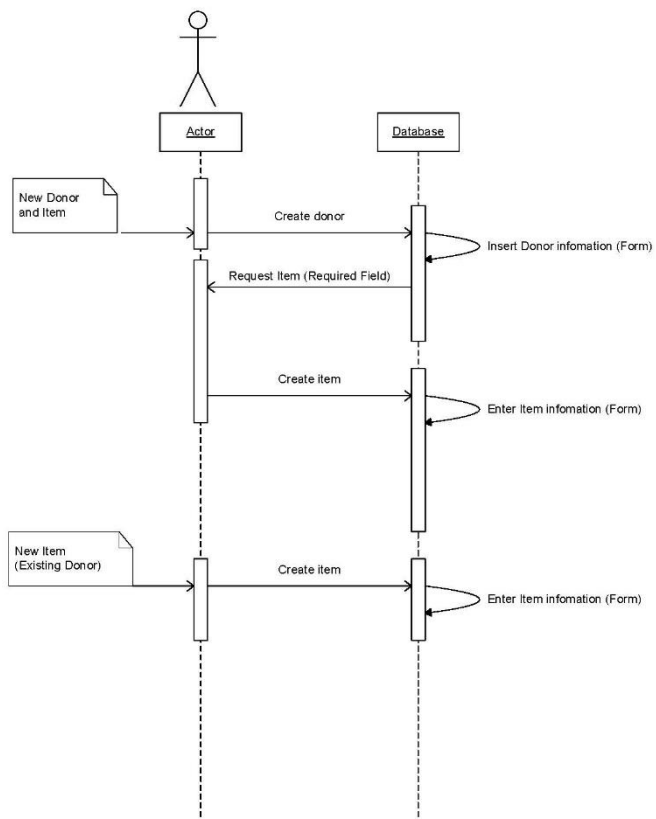 Actor
Database
New Donor
and Item
Create donor
Insert Donor infomation (Form)
Request Item (Required Field)
Create item
Enter Item infomation (Form)
New Item
(Existing Donor)
Create item
Enter Item infomation (Form)